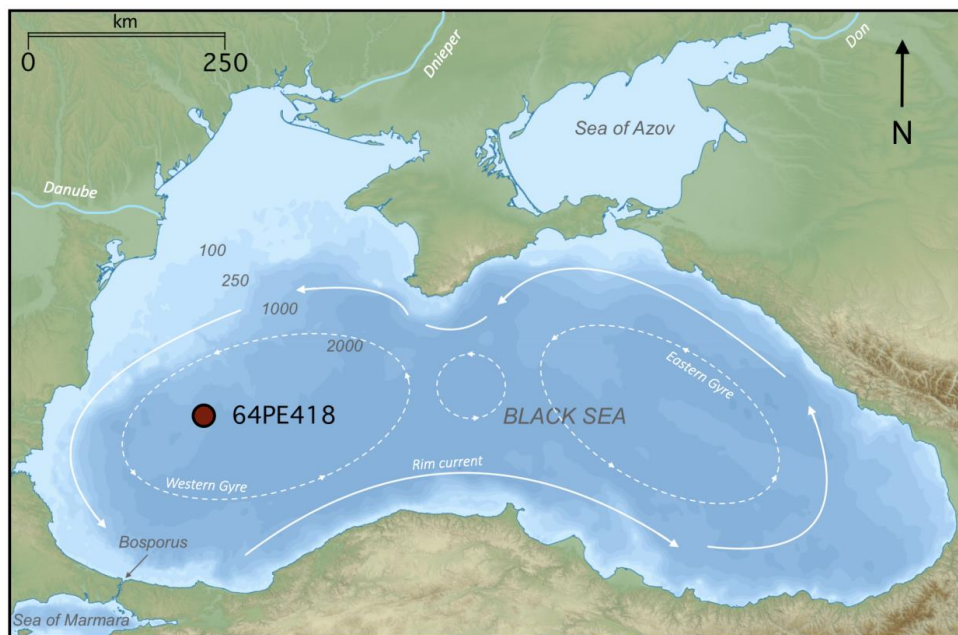 km
0 250
Dnieper
Don
N
Sea of Azov
Danube
100
250
1000
2000
Eastern Gyre
64PE418
BLACK SEA
Rim current
Western Gyre
Bosporus
Sea of Marmara